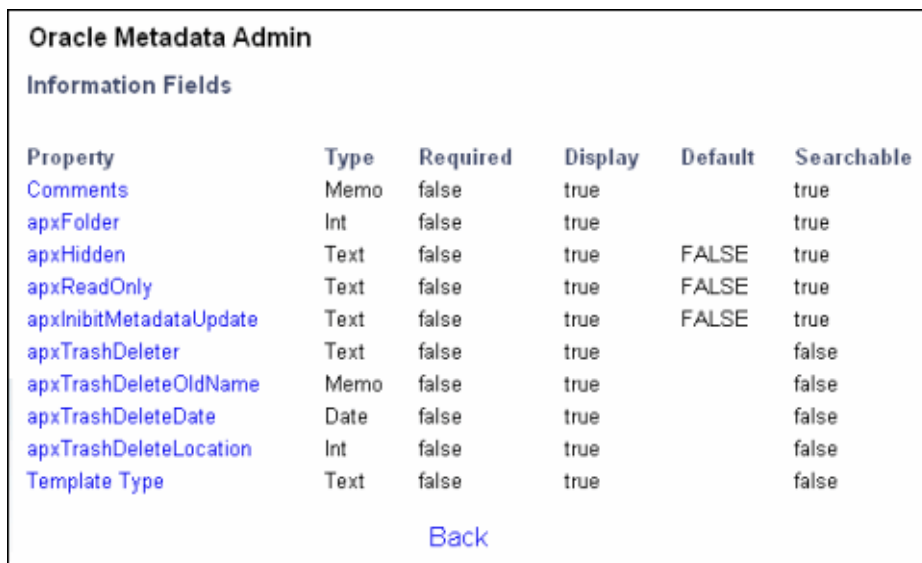 Oracle Metadata Admin
Information Fields
Property Type Required Display Default Searchable
Comments Memo false true true
apxFolder Int false true true
apxHidden Text false true FALSE true
apxReadOnly Text false true FALSE true
apxInibitMetadataUpdate Text false true FALSE true
apxTrashDeleter Text false true false
apxTrashDeleteOldName Memo false true false
apxTrashDeleteDate Date false true false
apxTrashDeleteLocation Int false true false
Template Type Text false true false
Back